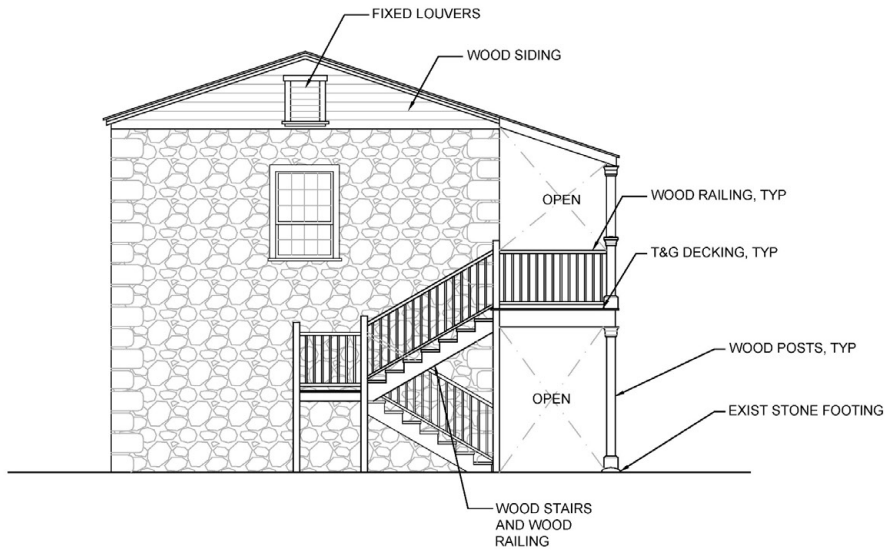 FIXED LOUVERS
WOOD SIDING
OPEN
WOOD RAILING, TYP
T&G DECKING, TYP
WOOD POSTS, TYP
OPEN
EXIST STONE FOOTING
WOOD STAIRS
AND WOOD
RAILING